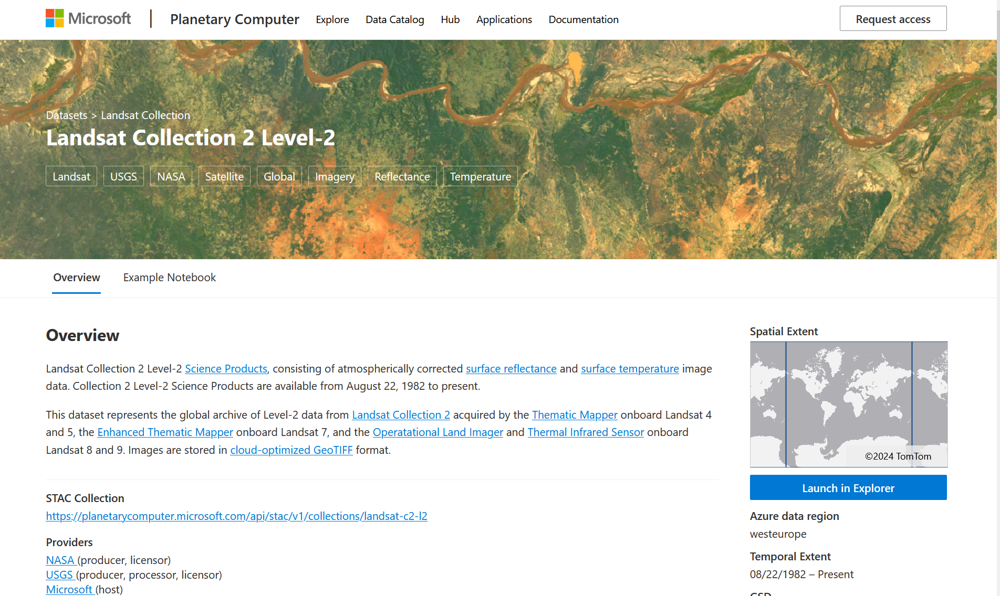 Microsoft | Planetary Computer Explore Data Catalog Hub Applications Documentation Request access
Datasets > Landsat Collection
Landsat Collection 2 Level-2
Landsat USGS NASA Satellite Global Imagery Reflectance Temperature
Overview Example Notebook
Overview
Landsat Collection 2 Level-2 Science Products, consisting of atmospherically corrected surface reflectance and surface temperature image
data. Collection 2 Level-2 Science Products are available from August 22, 1982 to present.
This dataset represents the global archive of Level-2 data from Landsat Collection 2 acquired by the Thematic Mapper onboard Landsat 4
and 5, the Enhanced Thematic Mapper onboard Landsat 7, and the Operatational Land Imager and Thermal Infrared Sensor onboard
Landsat 8 and 9. Images are stored in cloud-optimized GeoTIFF format.
STAC Collection
https://planetarycomputer.microsoft.com/api/stac/v1/collections/landsat-c2-l2
Providers
NASA (producer, licensor)
USGS (producer, processor, licensor)
Microsoft (host)
Spatial Extent
©2024 TomTom
Launch in Explorer
Azure data region
westeurope
Temporal Extent
08/22/1982 – Present
GSD